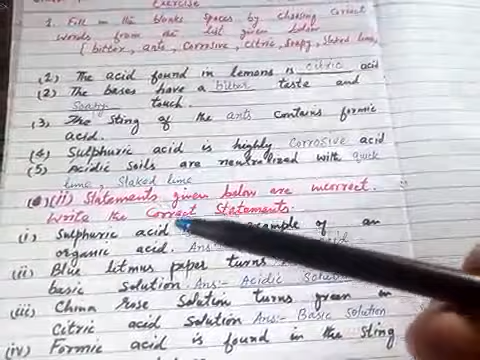 Exercise
1. Fill in the blanks spaces by choosing correct
words from the list given below
{ bitter, ants, Corrosive, citric, Soapy, slaked lime,
(1) The acid found in lemons is citric acid
(2) The bases have a bitter taste and
Soapy touch.
(3) The sting of the ants contains formic
acid.
(4) Sulphuric acid is highly Corrosive acid
(5) Acidic Soils are neutralized with quick
lime, Slaked lime
(ii) Statements given below are incorrect.
Write the Correct Statements.
(i) Sulphuric acid example of an
organic acid. Ans:- acid
(ii) Blue litmus paper turns
basic solution. Ans:- Acidic
(iii) China rose Solution turns green in
Citric acid Solution Ans:- Basic Solution
(iv) Formic acid is found in the sting